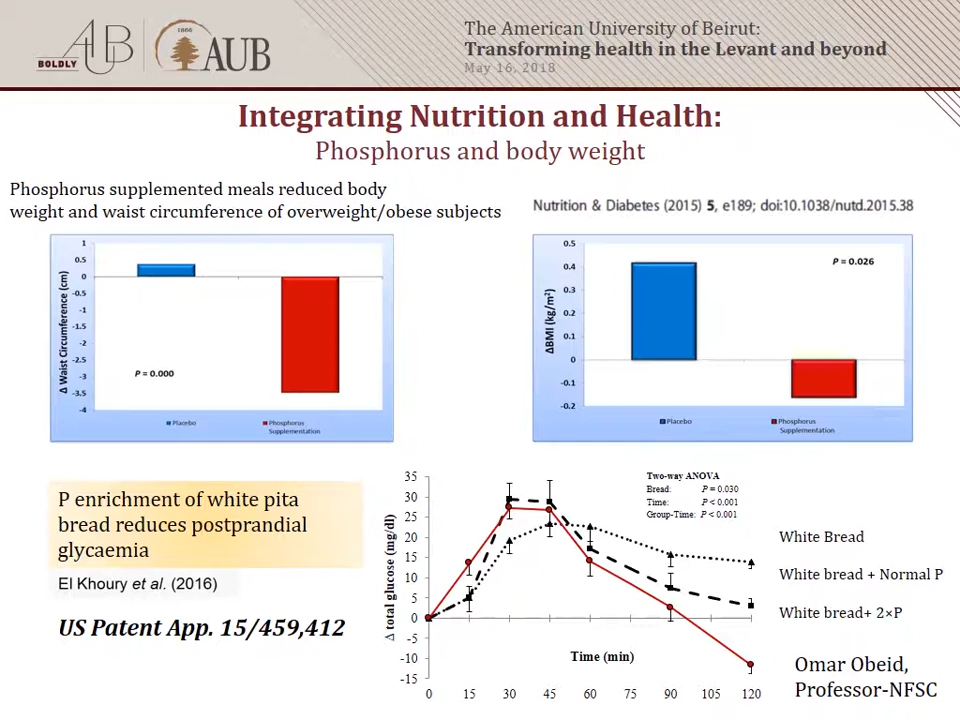 AUB
BOLDLY
1866
AUB
The American University of Beirut:
Transforming health in the Levant and beyond
May 16, 2018
Integrating Nutrition and Health:
Phosphorus and body weight
Phosphorus supplemented meals reduced body
weight and waist circumference of overweight/obese subjects
Nutrition & Diabetes (2015) 5, e189; doi:10.1038/nutd.2015.38
Δ Waist Circumference (cm)
1
0.5
0
-0.5
-1
-1.5
-2
-2.5
-3
-3.5
-4
P = 0.000
Placebo
Phosphorus
Supplementation
ΔBMI (kg/m²)
0.5
0.4
0.3
0.2
0.1
0
-0.1
-0.2
P = 0.026
Placebo
Phosphorus
Supplementation
P enrichment of white pita
bread reduces postprandial
glycaemia
El Khoury et al. (2016)
US Patent App. 15/459,412
Δ total glucose (mg/dl)
35
30
25
20
15
10
5
0
-5
-10
-15
0 15 30 45 60 75 90 105 120
Time (min)
Two-way ANOVA
Bread: P = 0.030
Time: P < 0.001
Group-Time: P < 0.001
White Bread
White bread + Normal P
White bread+ 2×P
Omar Obeid,
Professor-NFSC